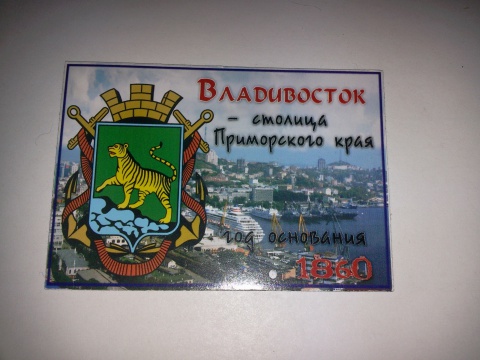 Владивосток
- столица
Приморского края
год основания
1860